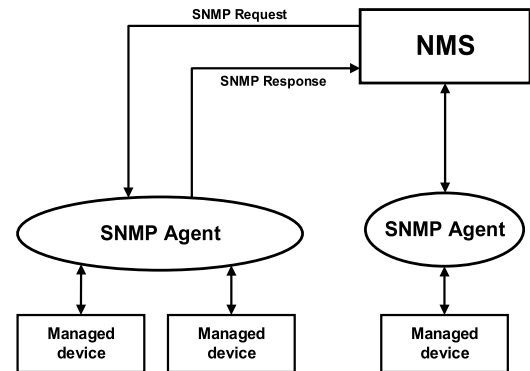 SNMP Request
NMS
SNMP Response
SNMP Agent
SNMP Agent
Managed
device
Managed
device
Managed
device